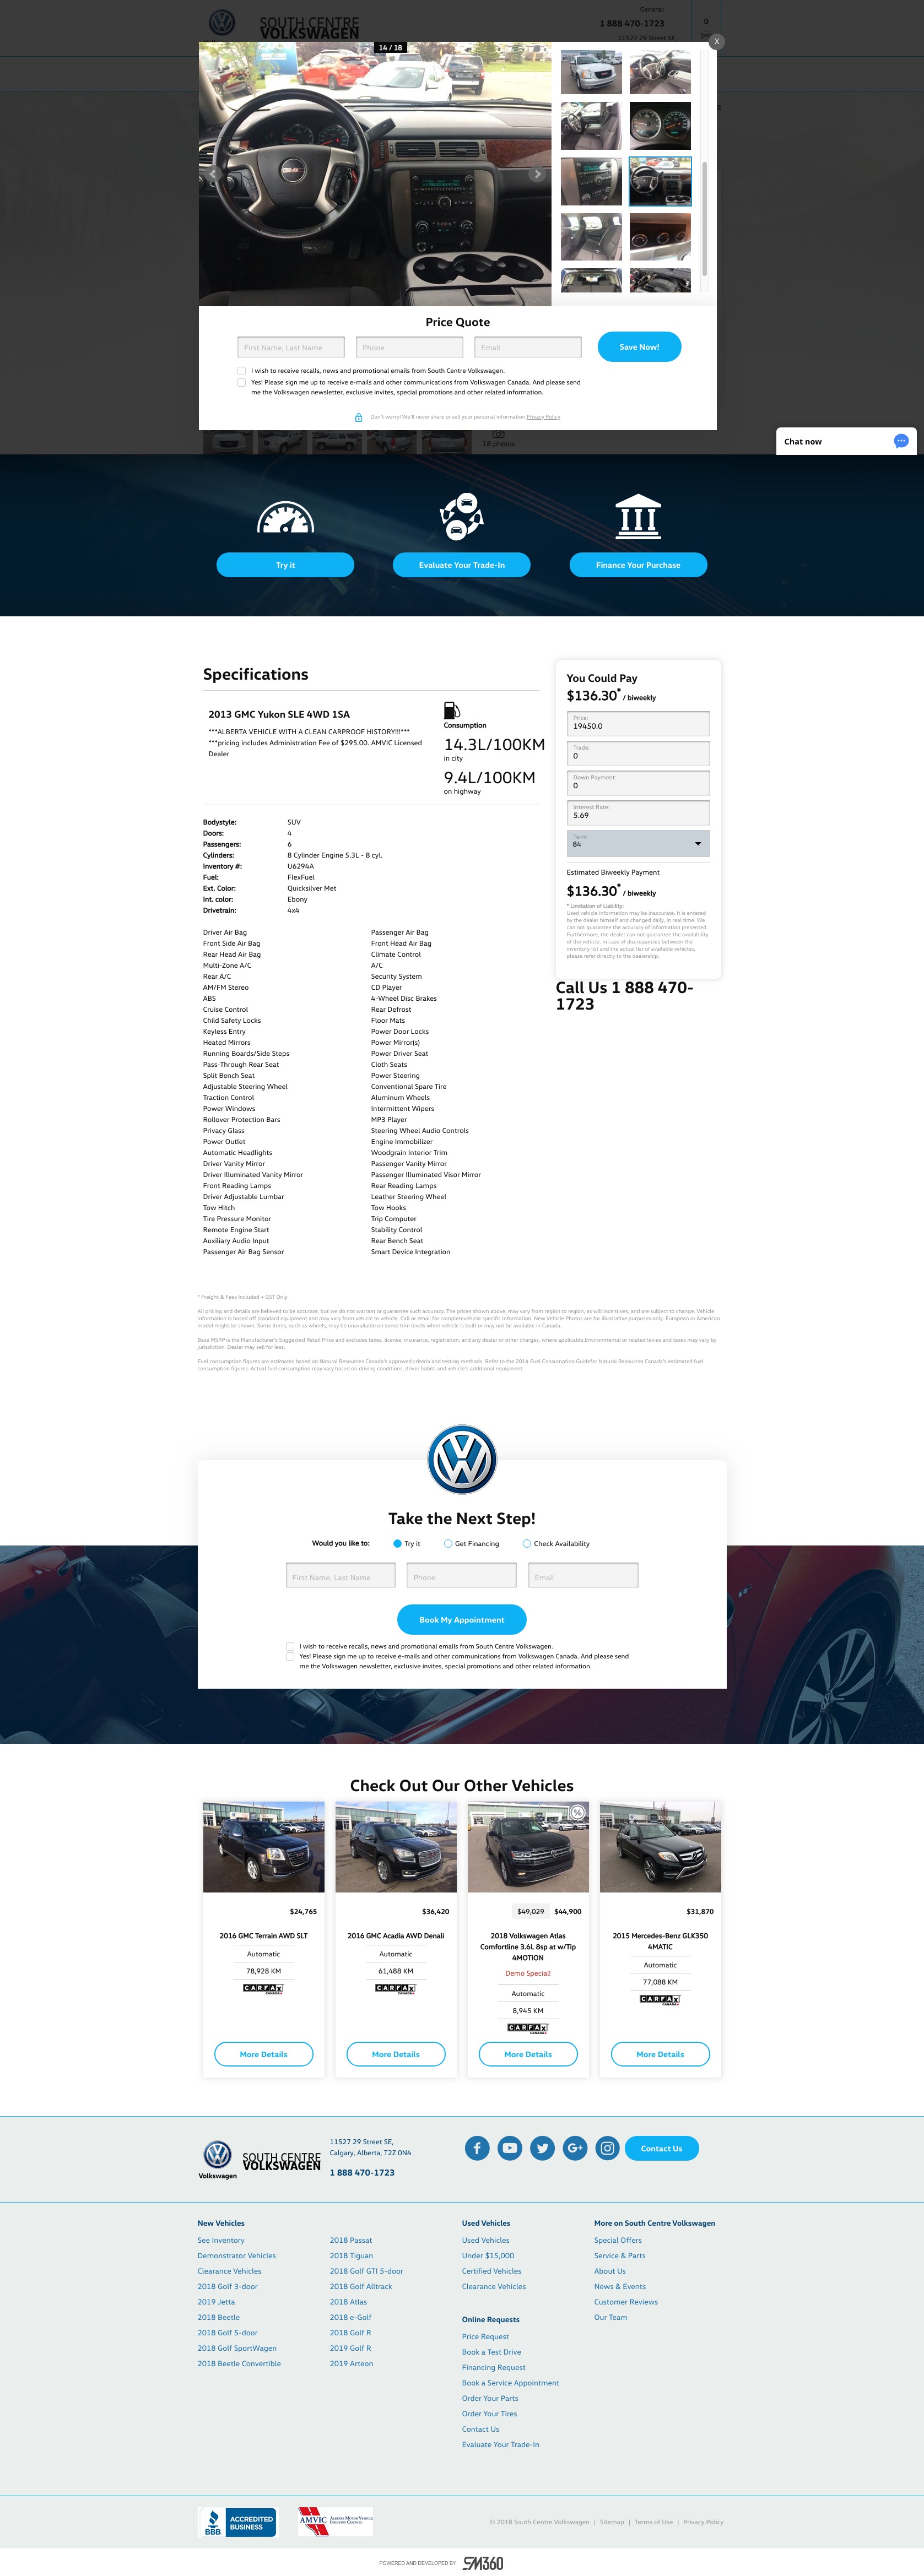 SOUTH CENTRE
VOLKSWAGEN
General:
1 888 470-1723
11527 29 Street SE,
0
X
14 / 18
GMC
Price Quote
First Name, Last Name
Phone
Email
Save Now!
I wish to receive recalls, news and promotional emails from South Centre Volkswagen.
Yes! Please sign me up to receive e-mails and other communications from Volkswagen Canada. And please send
me the Volkswagen newsletter, exclusive invites, special promotions and other related information.
Don't worry! We'll never share or sell your personal information Privacy Policy
18 photos
Chat now
Try it
Evaluate Your Trade-In
Finance Your Purchase
Specifications
2013 GMC Yukon SLE 4WD 1SA
***ALBERTA VEHICLE WITH A CLEAN CARPROOF HISTORY!!!***
***pricing includes Administration Fee of $295.00. AMVIC Licensed
Dealer
Consumption
14.3L/100KM
in city
9.4L/100KM
on highway
Bodystyle: SUV
Doors: 4
Passengers: 6
Cylinders: 8 Cylinder Engine 5.3L - 8 cyl.
Inventory #: U6294A
Fuel: FlexFuel
Ext. Color: Quicksilver Met
Int. color: Ebony
Drivetrain: 4x4
Driver Air Bag Passenger Air Bag
Front Side Air Bag Front Head Air Bag
Rear Head Air Bag Climate Control
Multi-Zone A/C A/C
Rear A/C Security System
AM/FM Stereo CD Player
ABS 4-Wheel Disc Brakes
Cruise Control Rear Defrost
Child Safety Locks Floor Mats
Keyless Entry Power Door Locks
Heated Mirrors Power Mirror(s)
Running Boards/Side Steps Power Driver Seat
Pass-Through Rear Seat Cloth Seats
Split Bench Seat Power Steering
Adjustable Steering Wheel Conventional Spare Tire
Traction Control Aluminum Wheels
Power Windows Intermittent Wipers
Rollover Protection Bars MP3 Player
Privacy Glass Steering Wheel Audio Controls
Power Outlet Engine Immobilizer
Automatic Headlights Woodgrain Interior Trim
Driver Vanity Mirror Passenger Vanity Mirror
Driver Illuminated Vanity Mirror Passenger Illuminated Visor Mirror
Front Reading Lamps Rear Reading Lamps
Driver Adjustable Lumbar Leather Steering Wheel
Tow Hitch Tow Hooks
Tire Pressure Monitor Trip Computer
Remote Engine Start Stability Control
Auxiliary Audio Input Rear Bench Seat
Passenger Air Bag Sensor Smart Device Integration
You Could Pay
$136.30* / biweekly
Price:
19450.0
Trade:
0
Down Payment:
0
Interest Rate:
5.69
Term:
84
Estimated Biweekly Payment
$136.30* / biweekly
* Limitation of Liability:
Used vehicle information may be inaccurate. It is entered
by the dealer himself and changed daily, in real time. We
can not guarantee the accuracy of information presented.
Furthermore, the dealer can not guarantee the availability
of the vehicle. In case of discrepancies between the
inventory list and the actual list of available vehicles,
please refer directly to the dealership.
Call Us 1 888 470-
1723
* Freight & Fees Included + GST Only
All pricing and details are believed to be accurate, but we do not warrant or guarantee such accuracy. The prices shown above, may vary from region to region, as will incentives, and are subject to change. Vehicle
information is based off standard equipment and may vary from vehicle to vehicle. Call or email for completevehicle specific information. New Vehicle Photos are for illustrative purposes only. European or American
model might be shown. Some items, such as wheels, may be unavailable on some trim levels when vehicle is built or may not be available in Canada.
Base MSRP is the Manufacturer's Suggested Retail Price and excludes taxes, license, insurance, registration, and any dealer or other charges, where applicable Environmental or related levies and taxes may vary by
jurisdiction. Dealer may sell for less.
Fuel consumption figures are estimates based on Natural Resources Canada's approved criteria and testing methods. Refer to the 2014 Fuel Consumption Guidefor Natural Resources Canada's estimated fuel
consumption figures. Actual fuel consumption may vary based on driving conditions, driver habits and vehicle's additional equipment.
Take the Next Step!
Would you like to: Try it Get Financing Check Availability
First Name, Last Name
Phone
Email
Book My Appointment
I wish to receive recalls, news and promotional emails from South Centre Volkswagen.
Yes! Please sign me up to receive e-mails and other communications from Volkswagen Canada. And please send
me the Volkswagen newsletter, exclusive invites, special promotions and other related information.
Check Out Our Other Vehicles
$24,765
2016 GMC Terrain AWD SLT
Automatic
78,928 KM
CARFAX
CANADA
More Details
$36,420
2016 GMC Acadia AWD Denali
Automatic
61,488 KM
CARFAX
CANADA
More Details
$49,029 $44,900
2018 Volkswagen Atlas
Comfortline 3.6L 8sp at w/Tip
4MOTION
Demo Special!
Automatic
8,945 KM
CARFAX
CANADA
More Details
$31,870
2015 Mercedes-Benz GLK350
4MATIC
Automatic
77,088 KM
CARFAX
CANADA
More Details
Volkswagen
SOUTH CENTRE
VOLKSWAGEN
11527 29 Street SE,
Calgary, Alberta, T2Z 0N4
1 888 470-1723
Contact Us
New Vehicles
See Inventory
Demonstrator Vehicles
Clearance Vehicles
2018 Golf 3-door
2019 Jetta
2018 Beetle
2018 Golf 5-door
2018 Golf SportWagen
2018 Beetle Convertible
2018 Passat
2018 Tiguan
2018 Golf GTI 5-door
2018 Golf Alltrack
2018 Atlas
2018 e-Golf
2018 Golf R
2019 Golf R
2019 Arteon
Used Vehicles
Used Vehicles
Under $15,000
Certified Vehicles
Clearance Vehicles
Online Requests
Price Request
Book a Test Drive
Financing Request
Book a Service Appointment
Order Your Parts
Order Your Tires
Contact Us
Evaluate Your Trade-In
More on South Centre Volkswagen
Special Offers
Service & Parts
About Us
News & Events
Customer Reviews
Our Team
BBB
ACCREDITED
BUSINESS
AMVIC
ALBERTA MOTOR VEHICLE
INDUSTRY COUNCIL
© 2018 South Centre Volkswagen | Sitemap | Terms of Use | Privacy Policy
POWERED AND DEVELOPED BY SM360